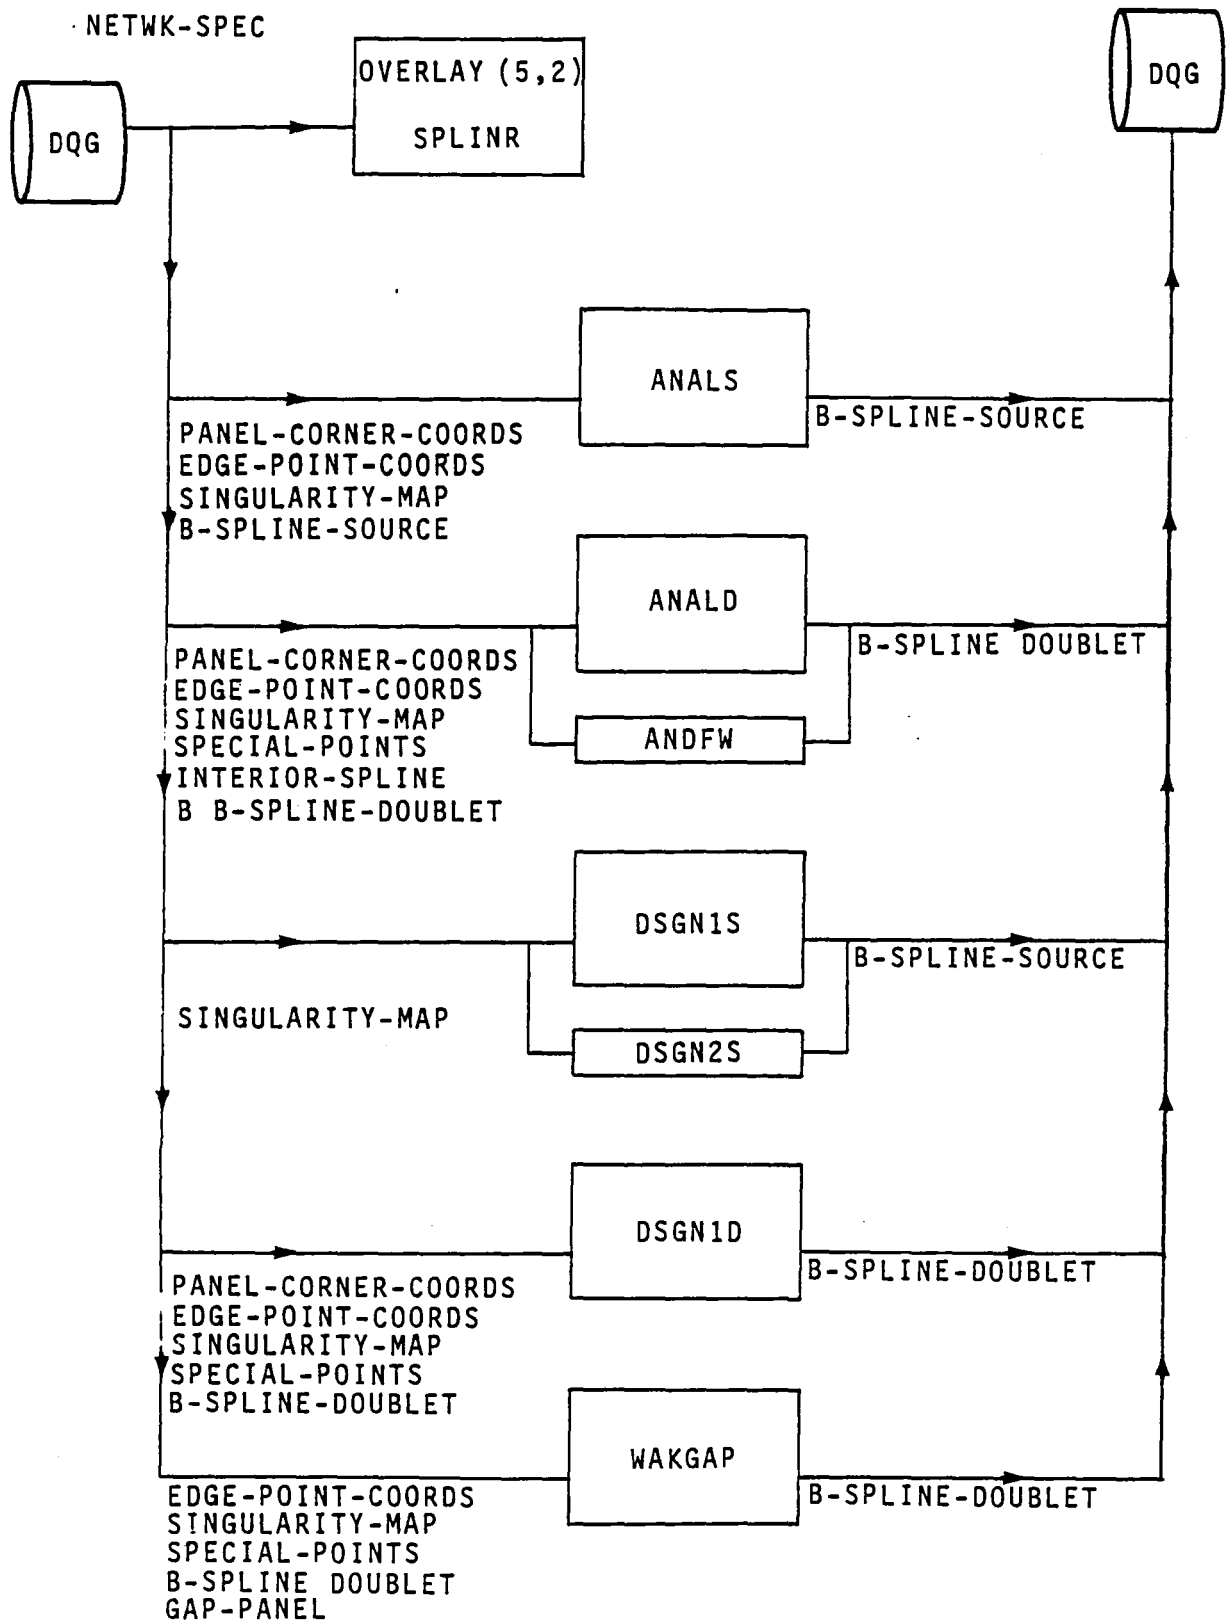 NETWK-SPEC
OVERLAY (5,2)
SPLINR
DQG
DQG
ANALS
B-SPLINE-SOURCE
PANEL-CORNER-COORDS
EDGE-POINT-COORDS
SINGULARITY-MAP
B-SPLINE-SOURCE
ANALD
B-SPLINE DOUBLET
PANEL-CORNER-COORDS
EDGE-POINT-COORDS
SINGULARITY-MAP
SPECIAL-POINTS
INTERIOR-SPLINE
B B-SPLINE-DOUBLET
ANDFW
DSGN1S
B-SPLINE-SOURCE
SINGULARITY-MAP
DSGN2S
DSGN1D
B-SPLINE-DOUBLET
PANEL-CORNER-COORDS
EDGE-POINT-COORDS
SINGULARITY-MAP
SPECIAL-POINTS
B-SPLINE-DOUBLET
WAKGAP
B-SPLINE-DOUBLET
EDGE-POINT-COORDS
SINGULARITY-MAP
SPECIAL-POINTS
B-SPLINE DOUBLET
GAP-PANEL